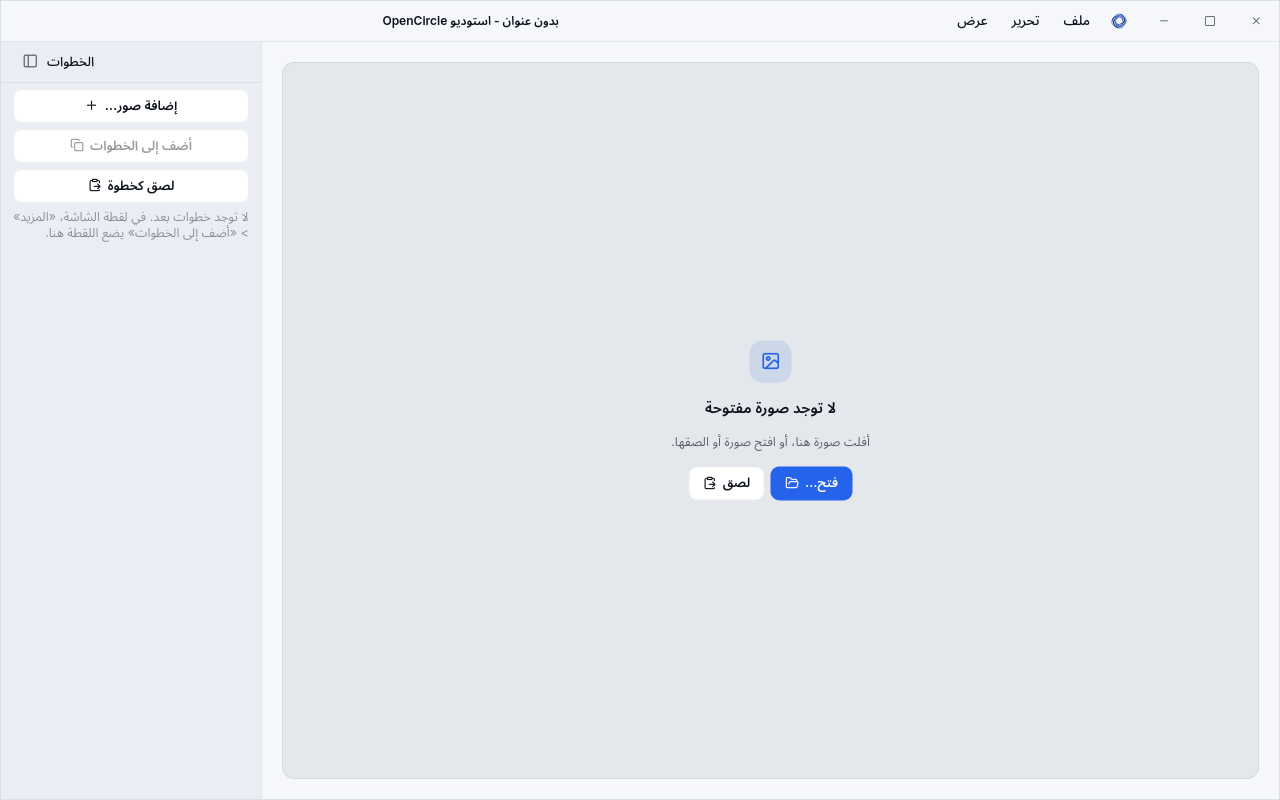 ملف
تحرير
عرض
بدون عنوان - استوديو OpenCircle
الخطوات
إضافة صور...
أضف إلى الخطوات
لصق كخطوة
لا توجد خطوات بعد. في لقطة الشاشة، «المزيد»
> «أضف إلى الخطوات» يضع اللقطة هنا.
لا توجد صورة مفتوحة
أفلت صورة هنا، أو افتح صورة أو الصقها.
فتح...
لصق